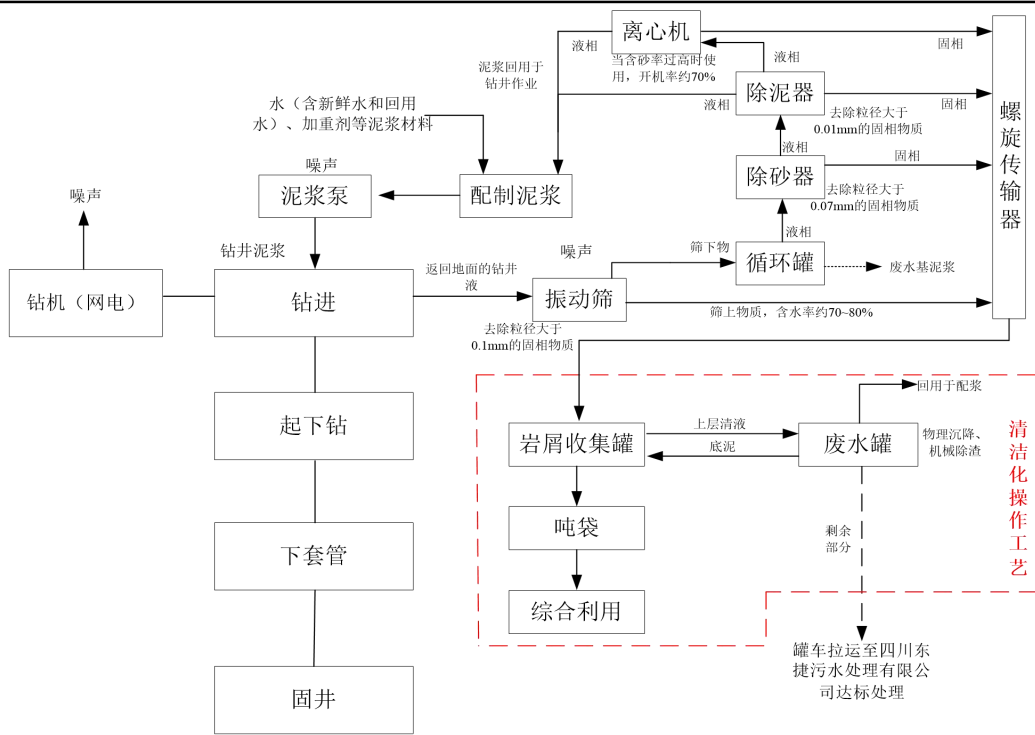 离心机
液相
固相
当含砂率过高时使
用，开机率约70%
液相
泥浆回用于
钻井作业
除泥器
液相
固相
去除粒径大于
0.01mm的固相物质
水（含新鲜水和回用
水）、加重剂等泥浆材料
液相
螺旋传输器
噪声
泥浆泵
配制泥浆
除砂器
固相
去除粒径大于
0.07mm的固相物质
噪声
液相
钻井泥浆
返回地面的钻井
液
噪声
筛下物
循环罐
废水基泥浆
钻机（网电）
钻进
振动筛
筛上物质，含水率约70~80%
去除粒径大于
0.1mm的固相物质
回用于配浆
起下钻
岩屑收集罐
上层清液
底泥
废水罐
物理沉降、
机械除渣
清洁化操作工艺
吨袋
剩余
部分
下套管
综合利用
罐车拉运至四川东
捷污水处理有限公
司达标处理
固井